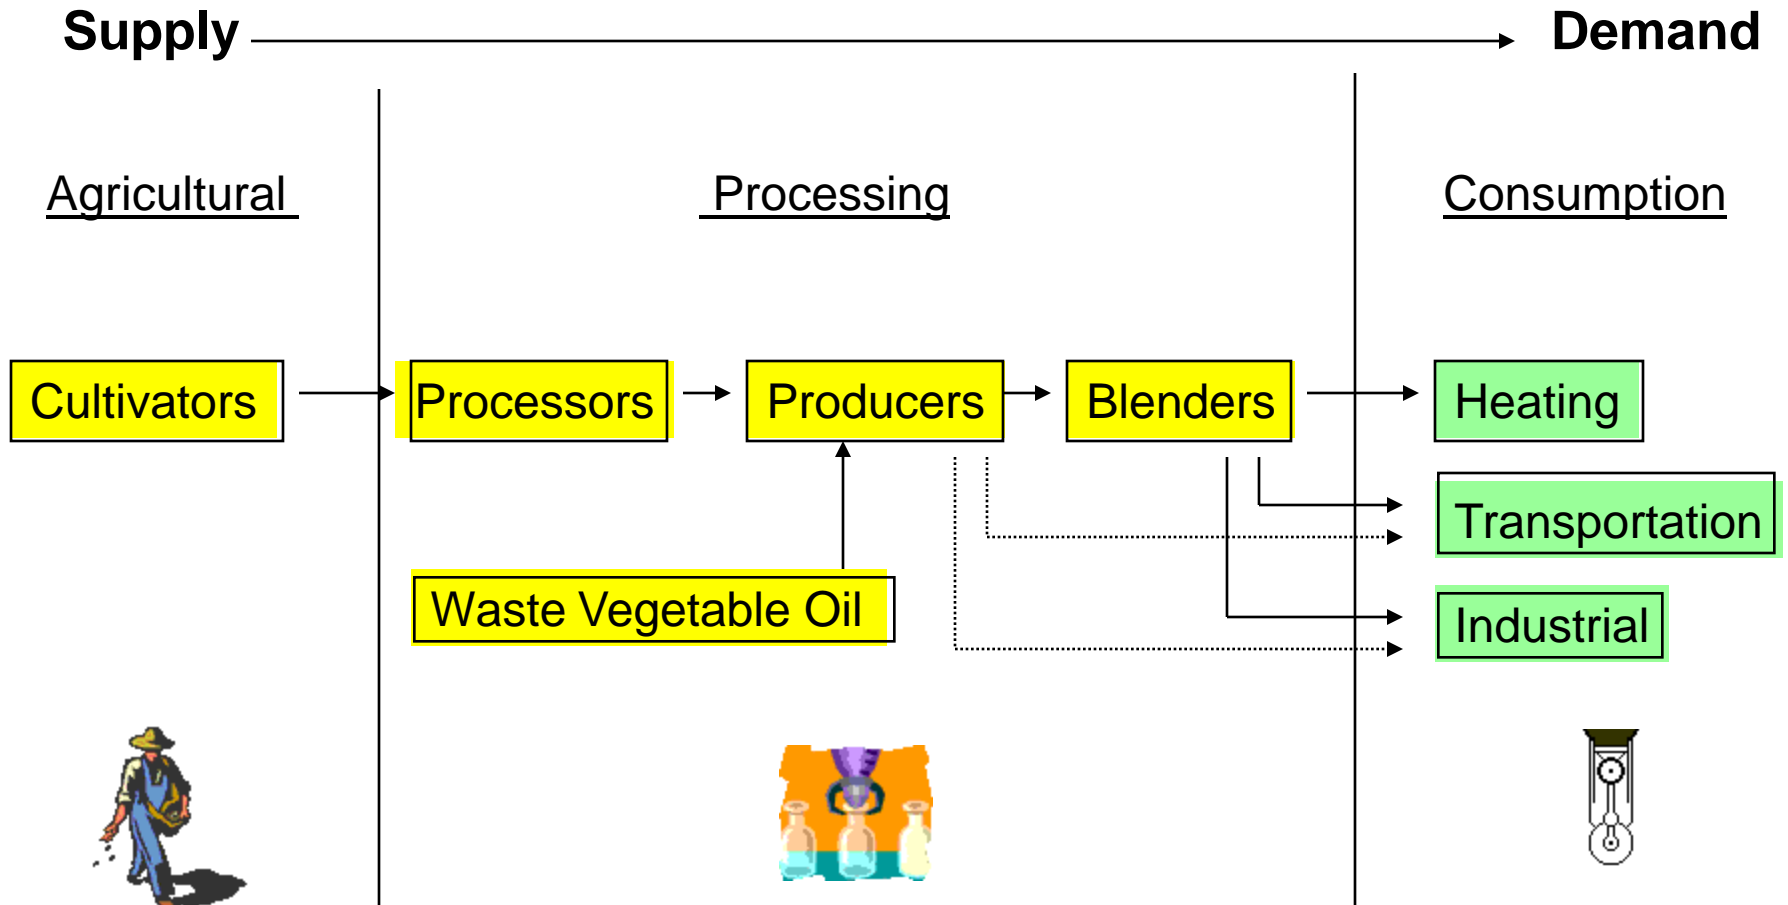 Supply
Demand
Agricultural
Processing
Consumption
Cultivators
Processors
Producers
Blenders
Heating
Transportation
Waste Vegetable Oil
Industrial